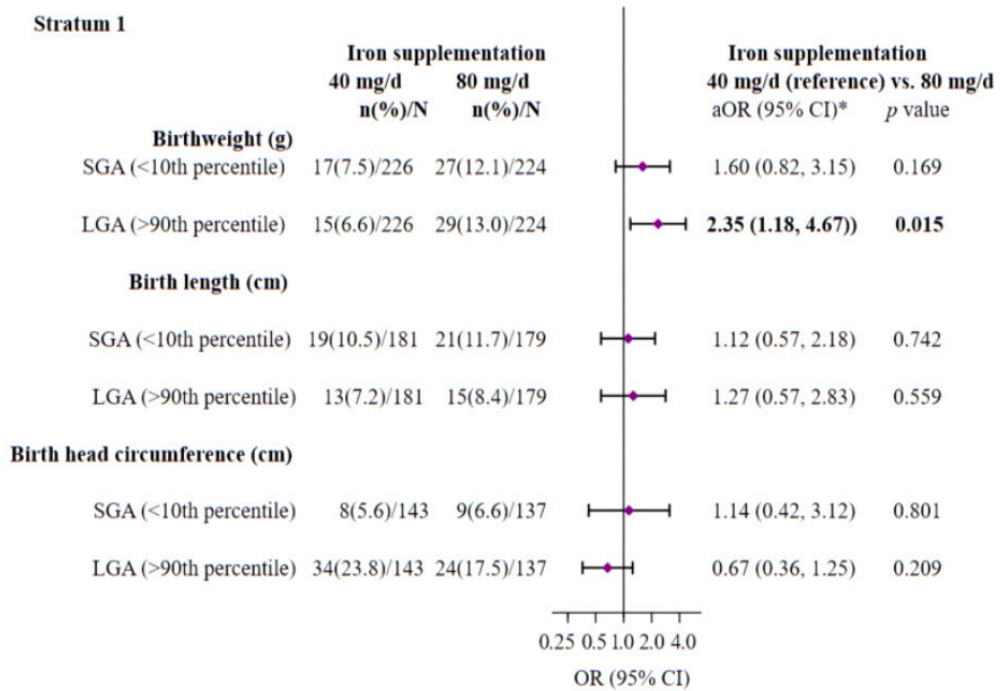 Stratum 1
Iron supplementation Iron supplementation
40 mg/d 80 mg/d 40 mg/d (reference) vs. 80 mg/d
n(%)/N n(%)/N aOR (95% CI)* p value
Birthweight (g)
SGA (<10th percentile) 17(7.5)/226 27(12.1)/224 1.60 (0.82, 3.15) 0.169
LGA (>90th percentile) 15(6.6)/226 29(13.0)/224 2.35 (1.18, 4.67)) 0.015
Birth length (cm)
SGA (<10th percentile) 19(10.5)/181 21(11.7)/179 1.12 (0.57, 2.18) 0.742
LGA (>90th percentile) 13(7.2)/181 15(8.4)/179 1.27 (0.57, 2.83) 0.559
Birth head circumference (cm)
SGA (<10th percentile) 8(5.6)/143 9(6.6)/137 1.14 (0.42, 3.12) 0.801
LGA (>90th percentile) 34(23.8)/143 24(17.5)/137 0.67 (0.36, 1.25) 0.209
0.25 0.5 1.0 2.0 4.0
OR (95% CI)